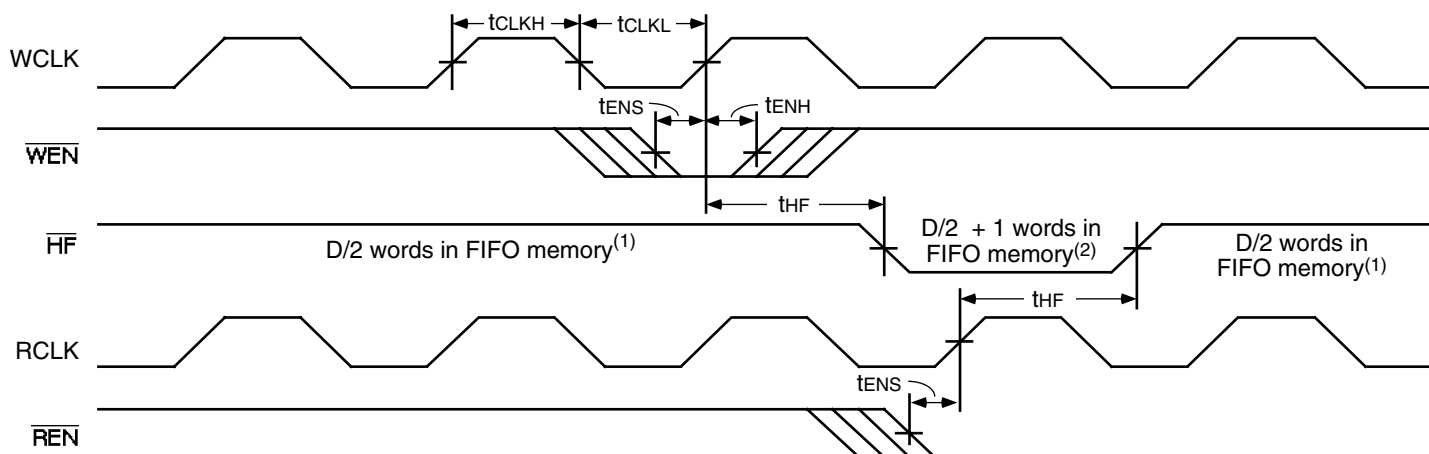 tCLKH
tCLKL
WCLK
tENS
tENH
WEN
tHF
HF
D/2 words in FIFO memory(1)
D/2 + 1 words in
FIFO memory(2)
D/2 words in
FIFO memory(1)
tHF
RCLK
tENS
REN